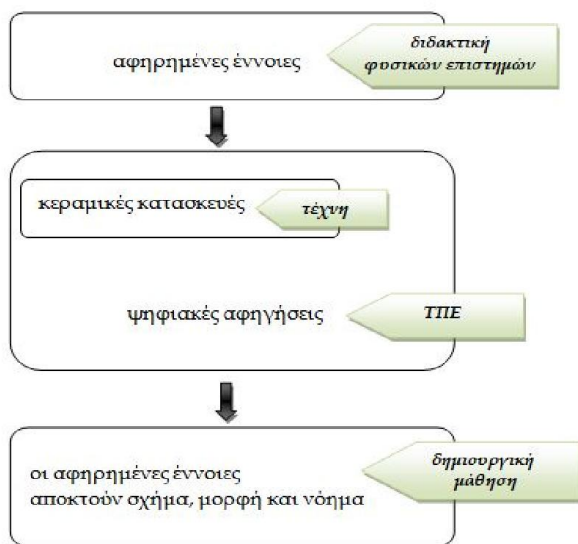 διδακτική
φυσικών επιστημών
αφηρημένες έννοιες
κεραμικές κατασκευές
τέχνη
ψηφιακές αφηγήσεις
ΤΠΕ
δημιουργική
μάθηση
οι αφηρημένες έννοιες
αποκτούν σχήμα, μορφή και νόημα